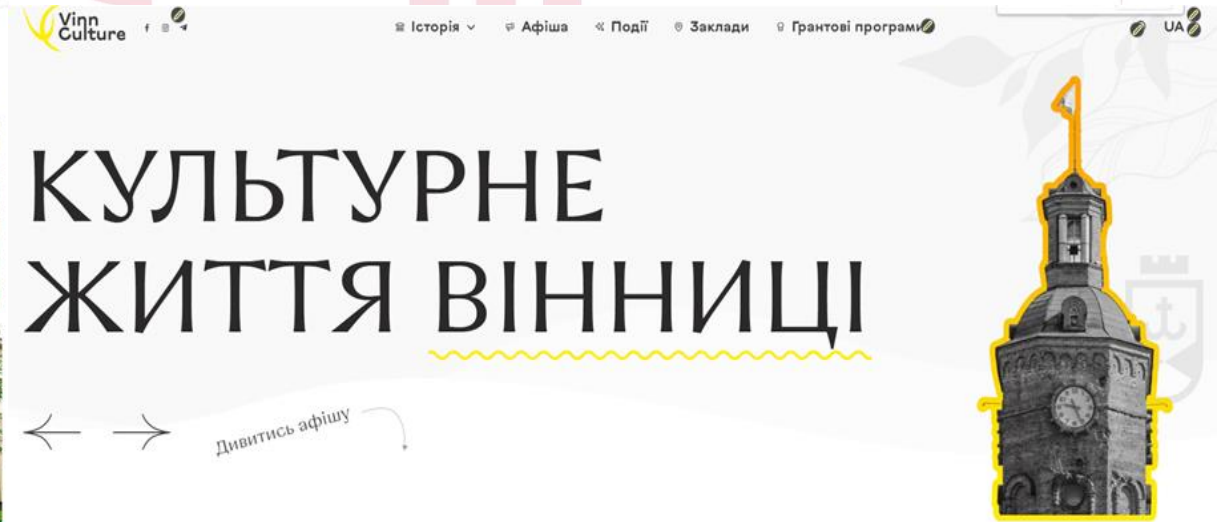 Vinn
Culture
Історія
Афіша
Події
Заклади
Грантові програми
UA
КУЛЬТУРНЕ
ЖИТТЯ ВІННИЦІ
Дивитись афішу